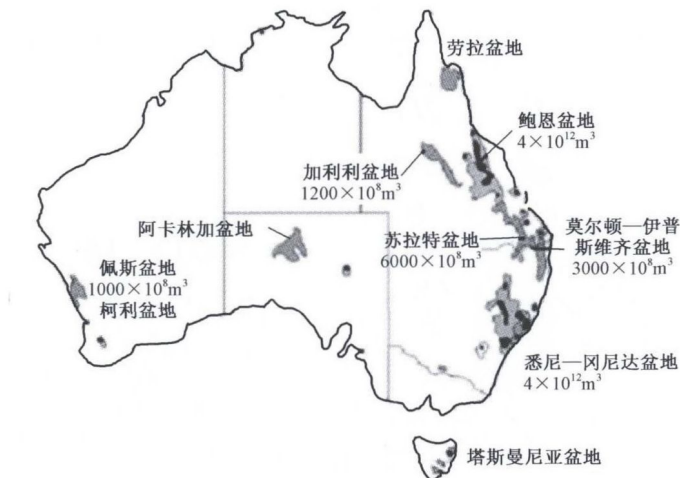 劳拉盆地
鲍恩盆地
4×10¹²m³
加利利盆地
1200×10⁸m³
阿卡林加盆地
苏拉特盆地
6000×10⁸m³
莫尔顿—伊普
斯维齐盆地
3000×10⁸m³
佩斯盆地
1000×10⁸m³
柯利盆地
悉尼—冈尼达盆地
4×10¹²m³
塔斯曼尼亚盆地